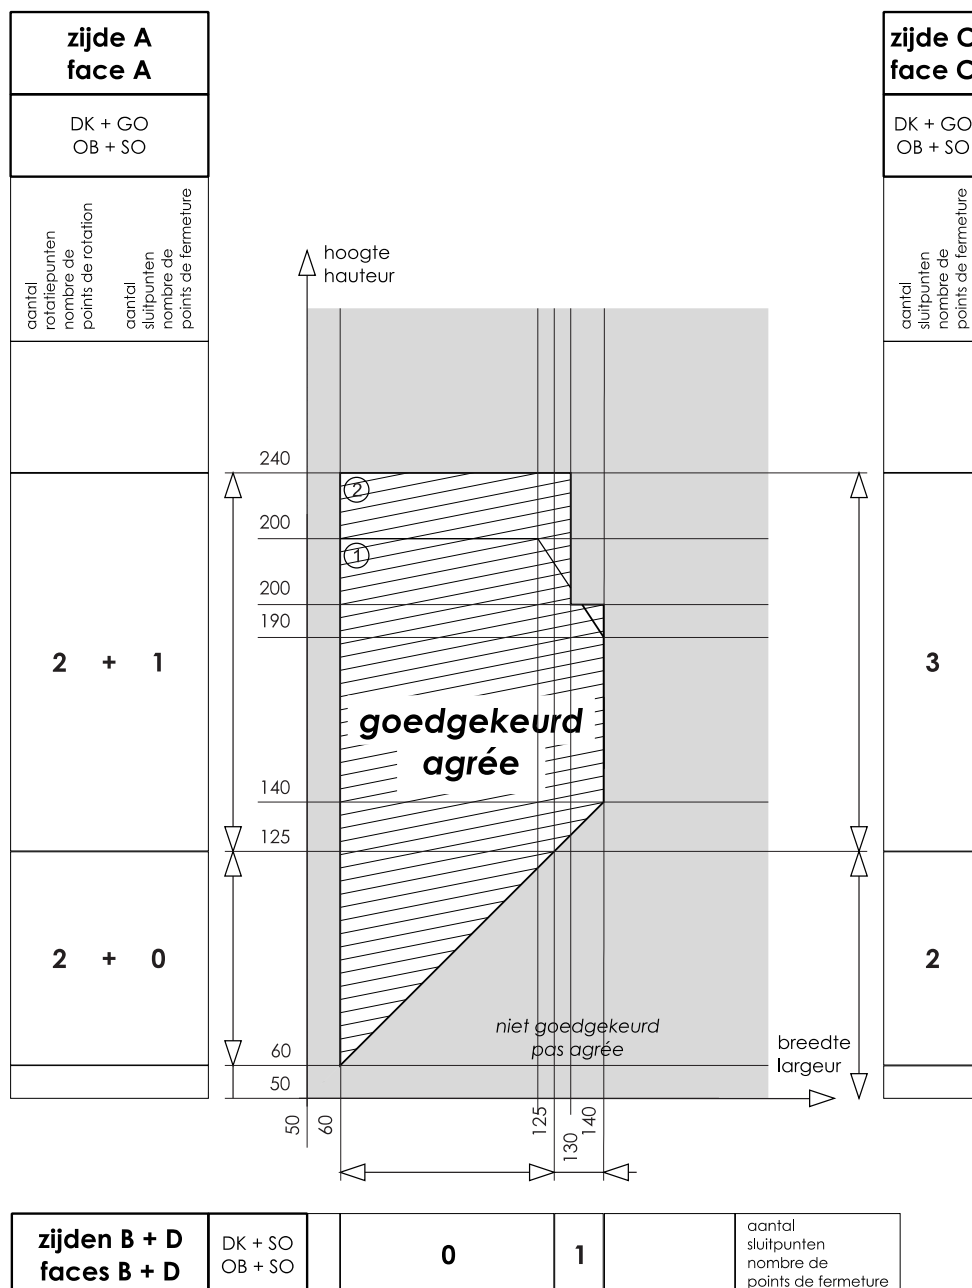 zijde A
face A
DK + GO
OB + SO
aantal
rotatiepunten
nombre de
points de rotation
aantal
sluitpunten
nombre de
points de fermeture
zijde C
face C
DK + GO
OB + SO
aantal
sluitpunten
nombre de
points de fermeture
hoogte
hauteur
240
200
200
190
140
125
60
50
2
1
goedgekeurd
agrée
2 + 1
3
2 + 0
2
niet goedgekeurd
pas agrée
breedte
largeur
50
60
125
130
140
zijden B + D
faces B + D
DK + SO
OB + SO
0
1
aantal
sluitpunten
nombre de
points de fermeture